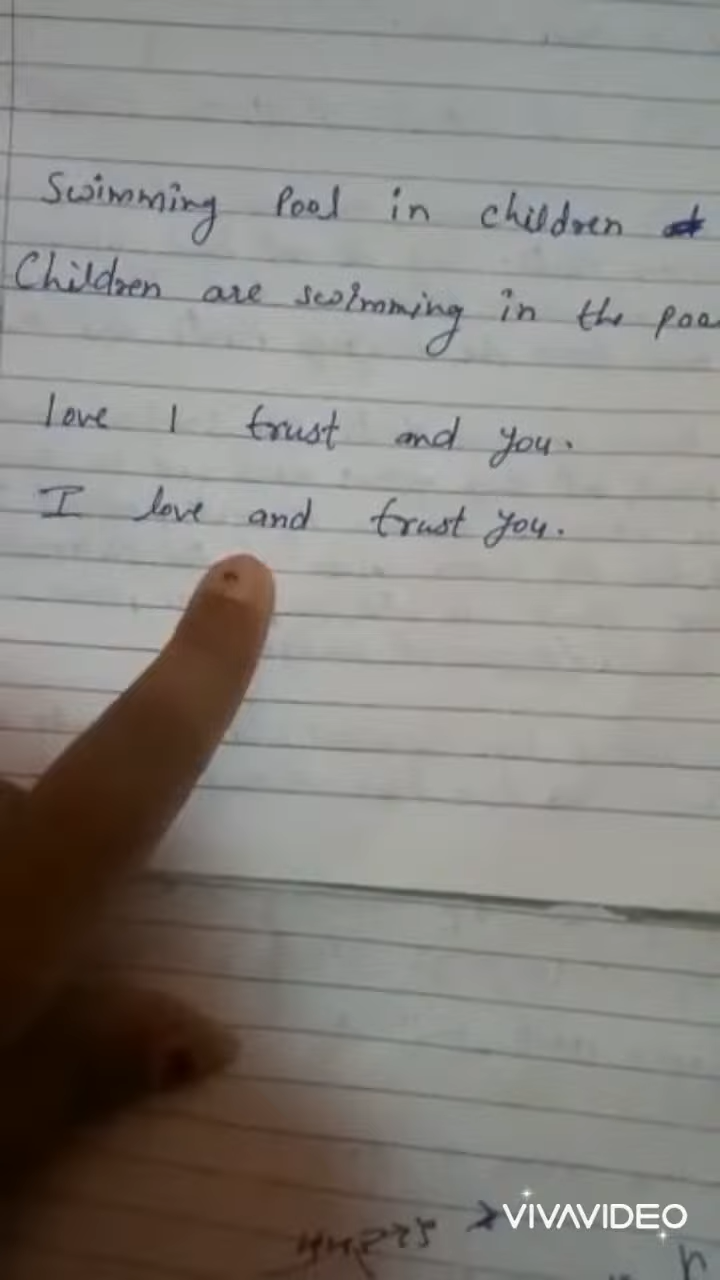 Swimming Pool in children
Children are swimming in the
love I trust and you.
I love and trust you.
VIVAVIDEO